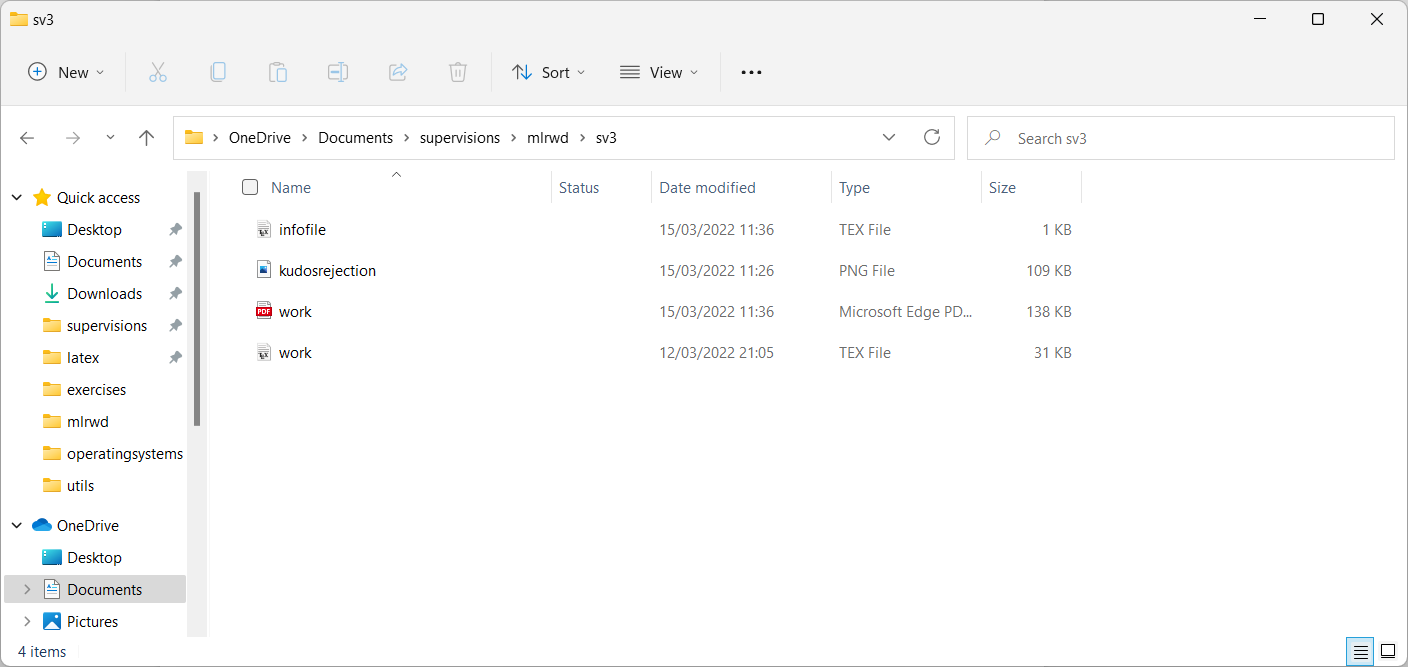 sv3
New Sort View
OneDrive Documents supervisions mlrwd sv3 Search sv3
Name Status Date modified Type Size
infofile 15/03/2022 11:36 TEX File 1 KB
kudosrejection 15/03/2022 11:26 PNG File 109 KB
PDF work 15/03/2022 11:36 Microsoft Edge PD... 138 KB
work 12/03/2022 21:05 TEX File 31 KB
Quick access
Desktop
Documents
Downloads
supervisions
latex
exercises
mlrwd
operatingsystems
utils
OneDrive
Desktop
Documents
Pictures
4 items